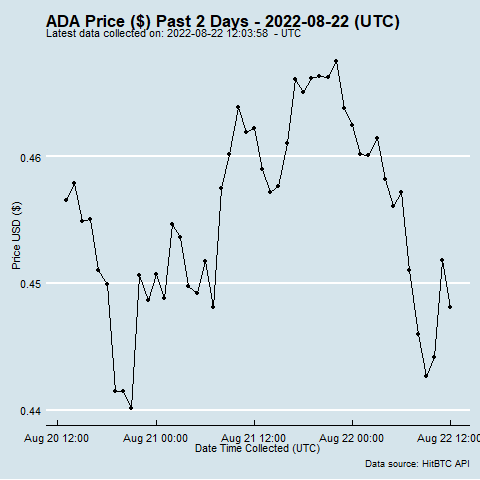 ADA Price ($) Past 2 Days - 2022-08-22 (UTC)
Latest data collected on: 2022-08-22 12:03:58 - UTC
0.46
0.45
0.44
Price USD ($)
Aug 20 12:00 Aug 21 00:00 Aug 21 12:00 Aug 22 00:00 Aug 22 12:00
Date Time Collected (UTC)
Data source: HitBTC API